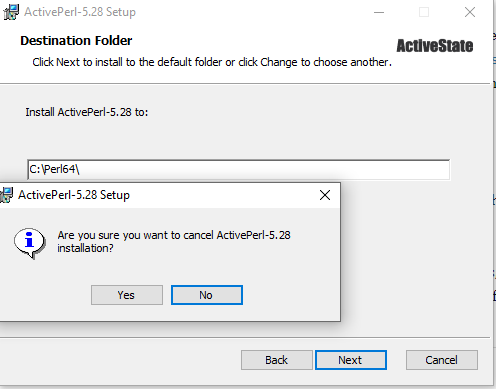 ActivePerl-5.28 Setup
Destination Folder
Click Next to install to the default folder or click Change to choose another.
ActiveState
Install ActivePerl-5.28 to:
C:\Perl64\
ActivePerl-5.28 Setup
Are you sure you want to cancel ActivePerl-5.28
installation?
Yes
No
Back
Next
Cancel